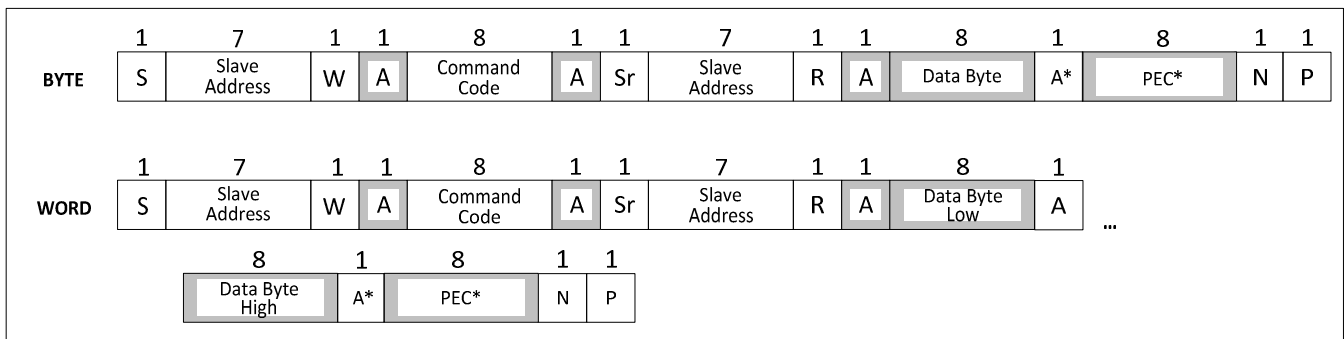 1 7 1 1 8 1 1 7 1 1 8 1 8 1 1
BYTE S Slave Address W A Command Code A Sr Slave Address R A Data Byte A* PEC* N P
1 7 1 1 8 1 1 7 1 1 8 1
WORD S Slave Address W A Command Code A Sr Slave Address R A Data Byte Low A ...
8 1 8 1 1
Data Byte High A* PEC* N P